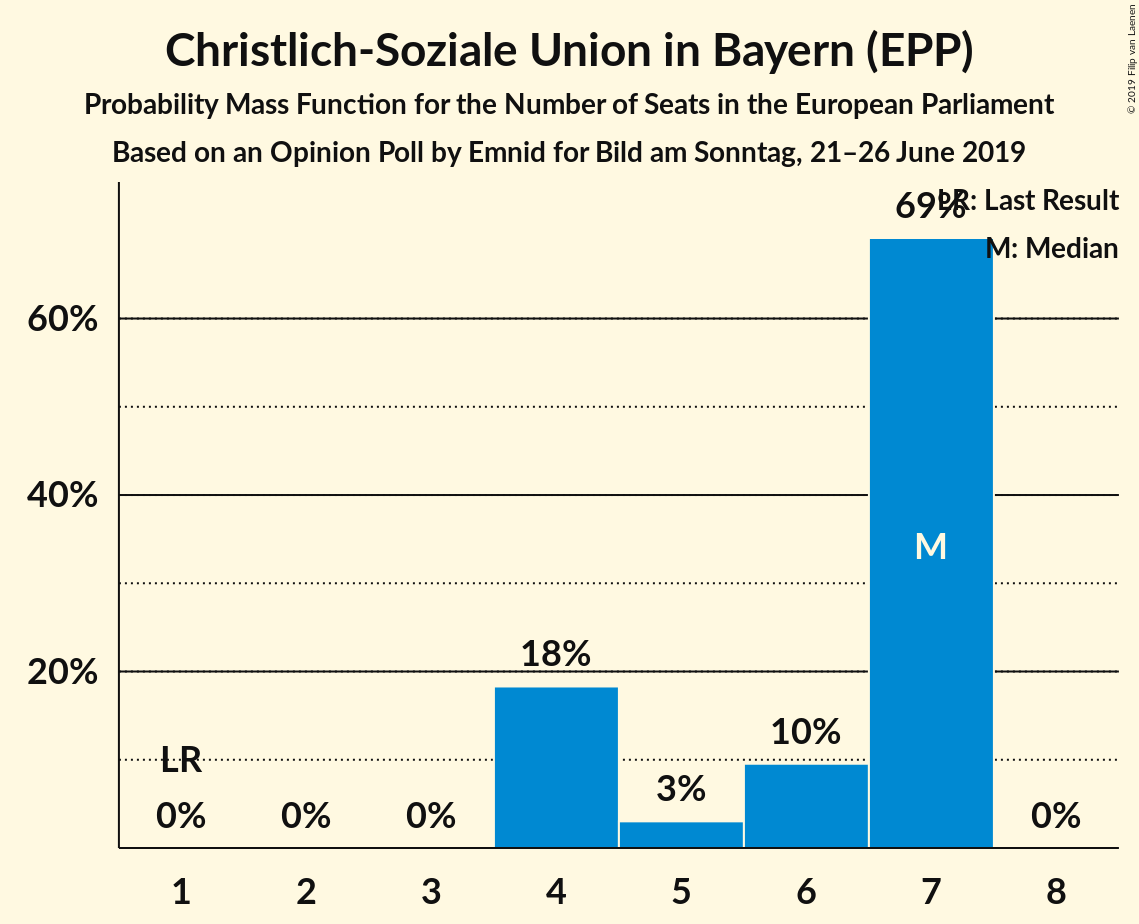 Christlich-Soziale Union in Bayern (EPP)
Probability Mass Function for the Number of Seats in the European Parliament
Based on an Opinion Poll by Emnid for Bild am Sonntag, 21–26 June 2019
© 2019 Filip van Laenen
LR: Last Result
M: Median
69%
60%
40%
M
20%
18%
10%
3%
LR
0%
0%
0%
0%
1 2 3 4 5 6 7 8